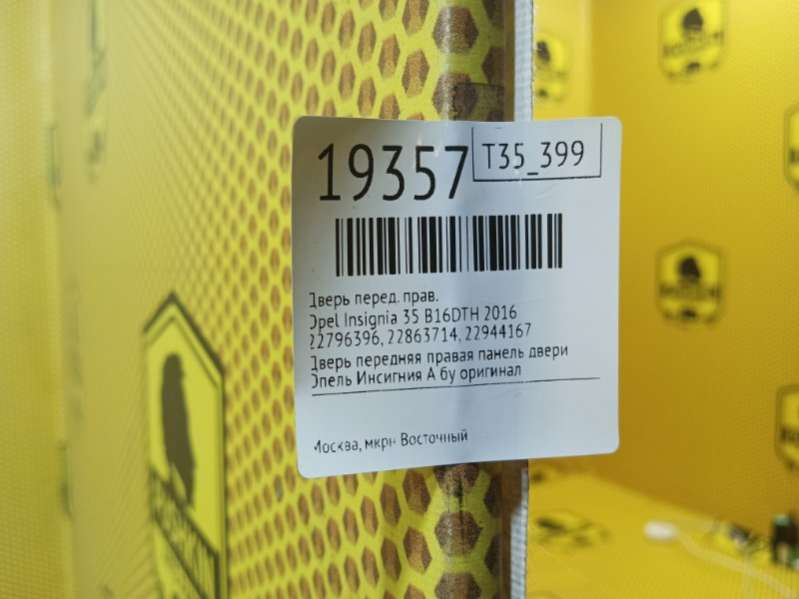 19357
T35_399
Дверь перед. прав.
Opel Insignia 35 B16DTH 2016
22796396, 22863714, 22944167
Дверь передняя правая панель двери
Опель Инсигния А бу оригинал
Москва, мкрн Восточный